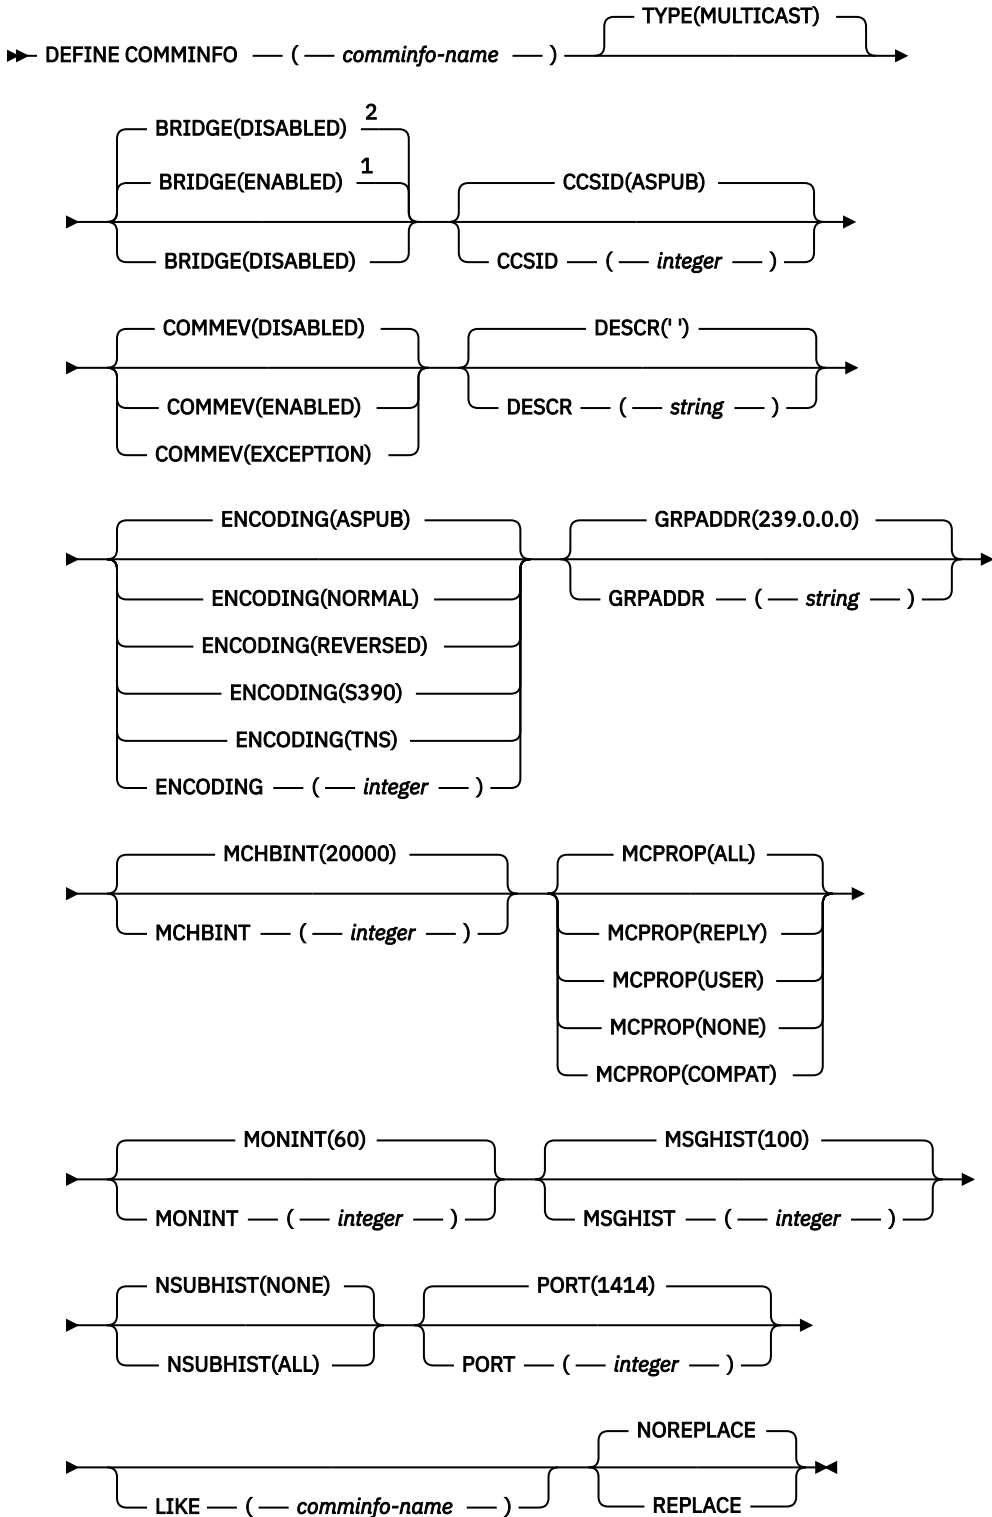 TYPE(MULTICAST)
DEFINE COMMINFO ( comminfo-name )
BRIDGE(DISABLED) 2
BRIDGE(ENABLED) 1
CCSID(ASPUB)
BRIDGE(DISABLED)
CCSID ( integer )
COMMEV(DISABLED)
DESCR(' ')
COMMEV(ENABLED)
DESCR ( string )
COMMEV(EXCEPTION)
ENCODING(ASPUB)
GRPADDR(239.0.0.0)
ENCODING(NORMAL)
GRPADDR ( string )
ENCODING(REVERSED)
ENCODING(S390)
ENCODING(TNS)
ENCODING ( integer )
MCHBINT(20000)
MCPROP(ALL)
MCHBINT ( integer )
MCPROP(REPLY)
MCPROP(USER)
MCPROP(NONE)
MCPROP(COMPAT)
MONINT(60)
MSGHIST(100)
MONINT ( integer )
MSGHIST ( integer )
NSUBHIST(NONE)
PORT(1414)
NSUBHIST(ALL)
PORT ( integer )
NOREPLACE
LIKE ( comminfo-name )
REPLACE